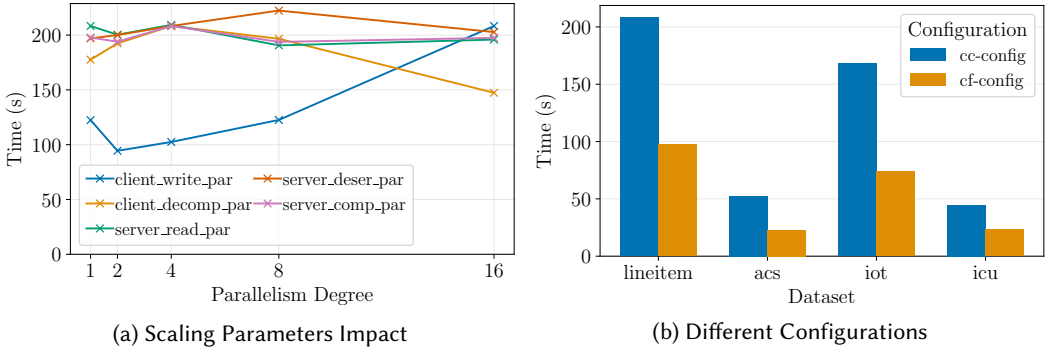 200
150
100
50
0
Time (s)
client_write_par
client_decomp_par
server_read_par
server_deser_par
server_comp_par
1 2 4 8 16
Parallelism Degree
(a) Scaling Parameters Impact
200
150
100
50
0
Time (s)
Configuration
cc-config
cf-config
lineitem acs iot icu
Dataset
(b) Different Configurations